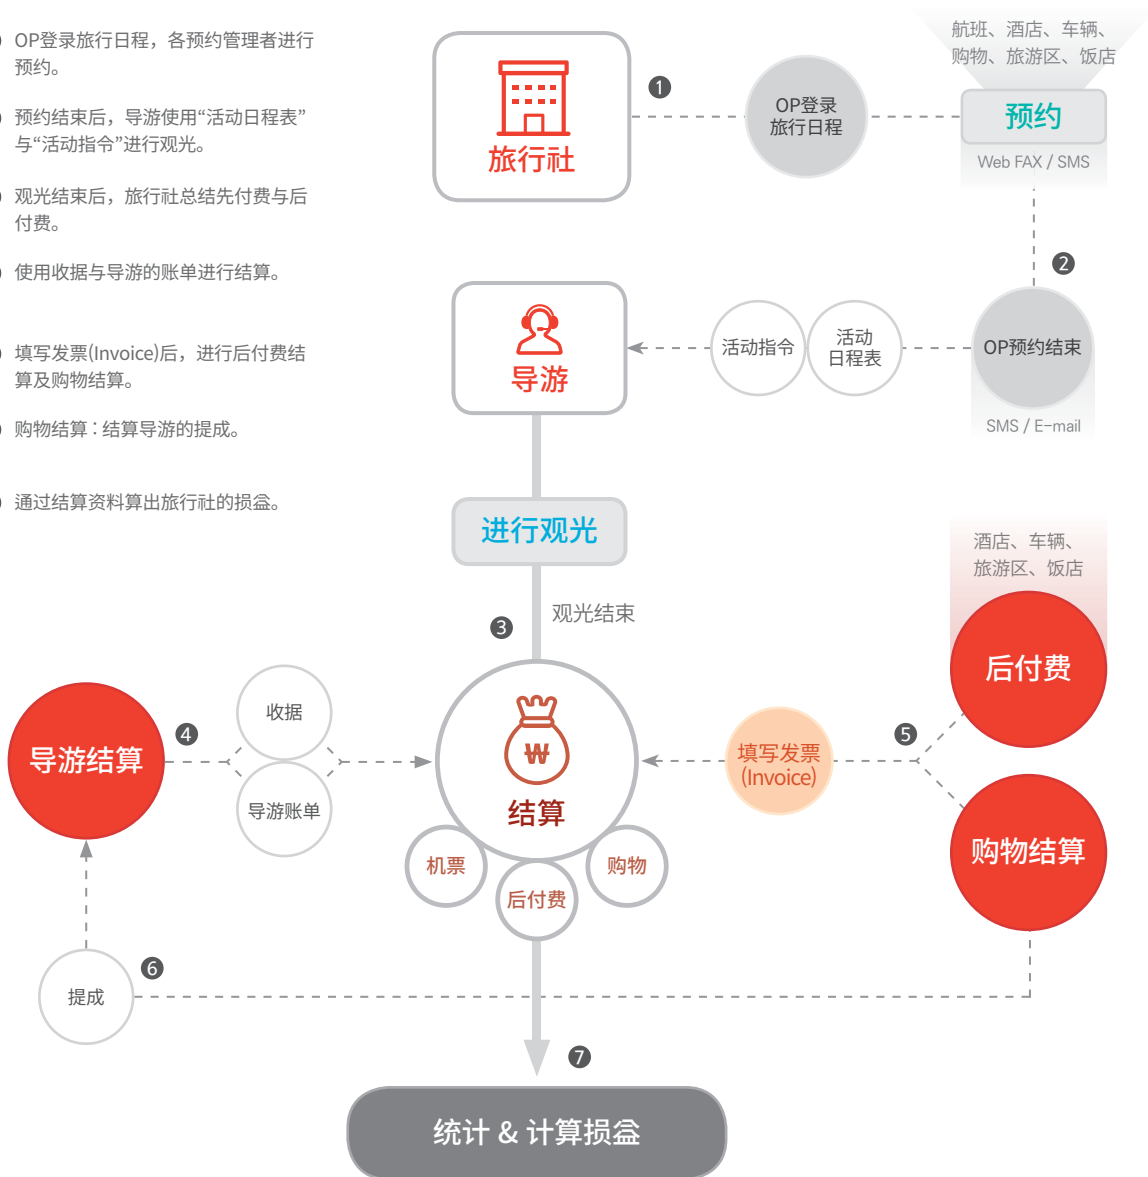 OP登录旅行日程，各预约管理者进行
预约。
预约结束后，导游使用“活动日程表”
与“活动指令”进行观光。
观光结束后，旅行社总结先付费与后
付费。
使用收据与导游的账单进行结算。
填写发票(Invoice)后，进行后付费结
算及购物结算。
购物结算：结算导游的提成。
通过结算资料算出旅行社的损益。
旅行社
1
OP登录
旅行日程
航班、酒店、车辆、
购物、旅游区、饭店
预约
Web FAX / SMS
2
导游
活动指令
活动
日程表
OP预约结束
SMS / E-mail
进行观光
3
观光结束
酒店、车辆、
旅游区、饭店
后付费
导游结算
4
收据
导游账单
₩
结算
填写发票
(Invoice)
5
购物结算
机票
后付费
购物
提成
6
7
统计 & 计算损益